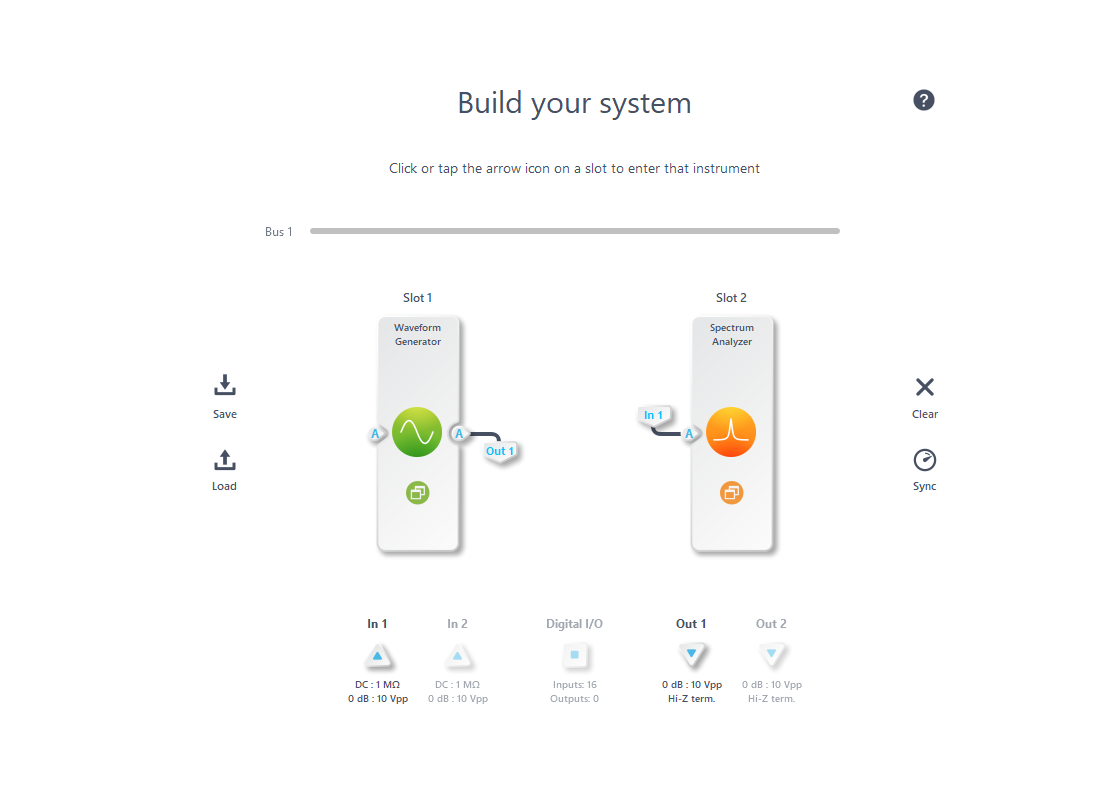 Build your system
?
Click or tap the arrow icon on a slot to enter that instrument
Bus 1
Slot 1
Slot 2
Waveform
Generator
Spectrum
Analyzer
A
A
Out 1
In 1
A
Save
Load
Clear
Sync
In 1
In 2
Digital I/O
Out 1
Out 2
DC : 1 MΩ
0 dB : 10 Vpp
DC : 1 MΩ
0 dB : 10 Vpp
Inputs: 16
Outputs: 0
0 dB : 10 Vpp
Hi-Z term.
0 dB : 10 Vpp
Hi-Z term.